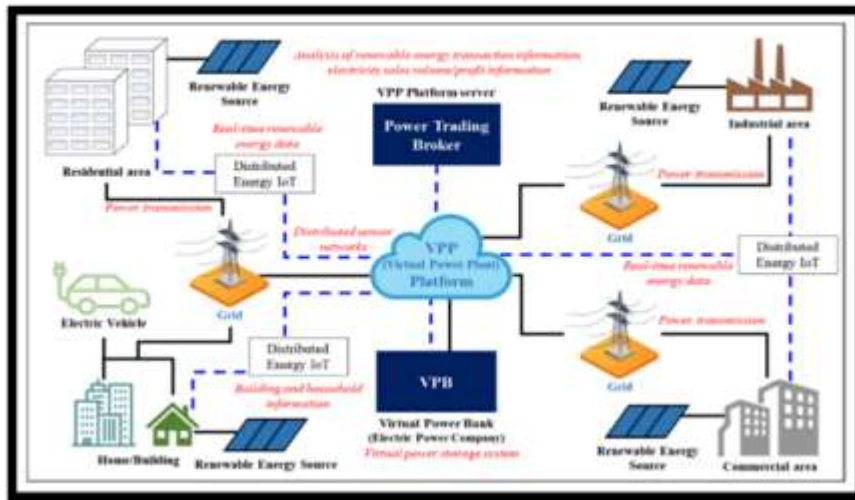 Analysis of renewable energy transaction information,
electricity sales volume/profit information
Renewable Energy
Source
VPP Platform server
Power Trading
Broker
Renewable Energy
Source
Industrial area
Real-time renewable
energy data
Residential area
Distributed
Energy IoT
Power transmission
Power transmission
Grid
Distributed sensor
networks
VPP
(Virtual Power Plant)
Platform
Distributed
Energy IoT
Real-time renewable
energy data
Grid
Electric Vehicle
Power transmission
Distributed
Energy IoT
VPB
Grid
Building and household
information
Virtual Power Bank
(Electric Power Company)
Virtual power storage system
Home/Building
Renewable Energy Source
Renewable Energy
Source
Commercial area